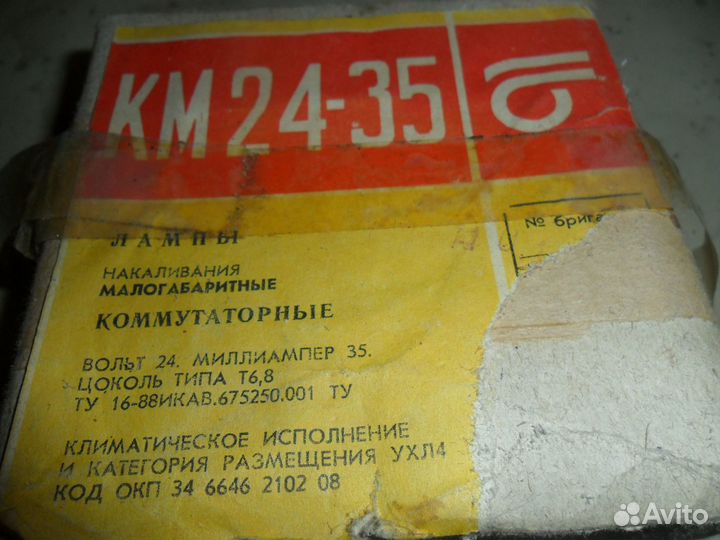 КМ 24-35
ЛАМПЫ
НАКАЛИВАНИЯ
МАЛОГАБАРИТНЫЕ
КОММУТАТОРНЫЕ
ВОЛЬТ 24. МИЛЛИАМПЕР 35.
ЦОКОЛЬ ТИПА Т6,8
ТУ 16-88ИКАВ.675250.001 ТУ
КЛИМАТИЧЕСКОЕ ИСПОЛНЕНИЕ
И КАТЕГОРИЯ РАЗМЕЩЕНИЯ УХЛ4
КОД ОКП 34 6646 2102 08
№
Avito